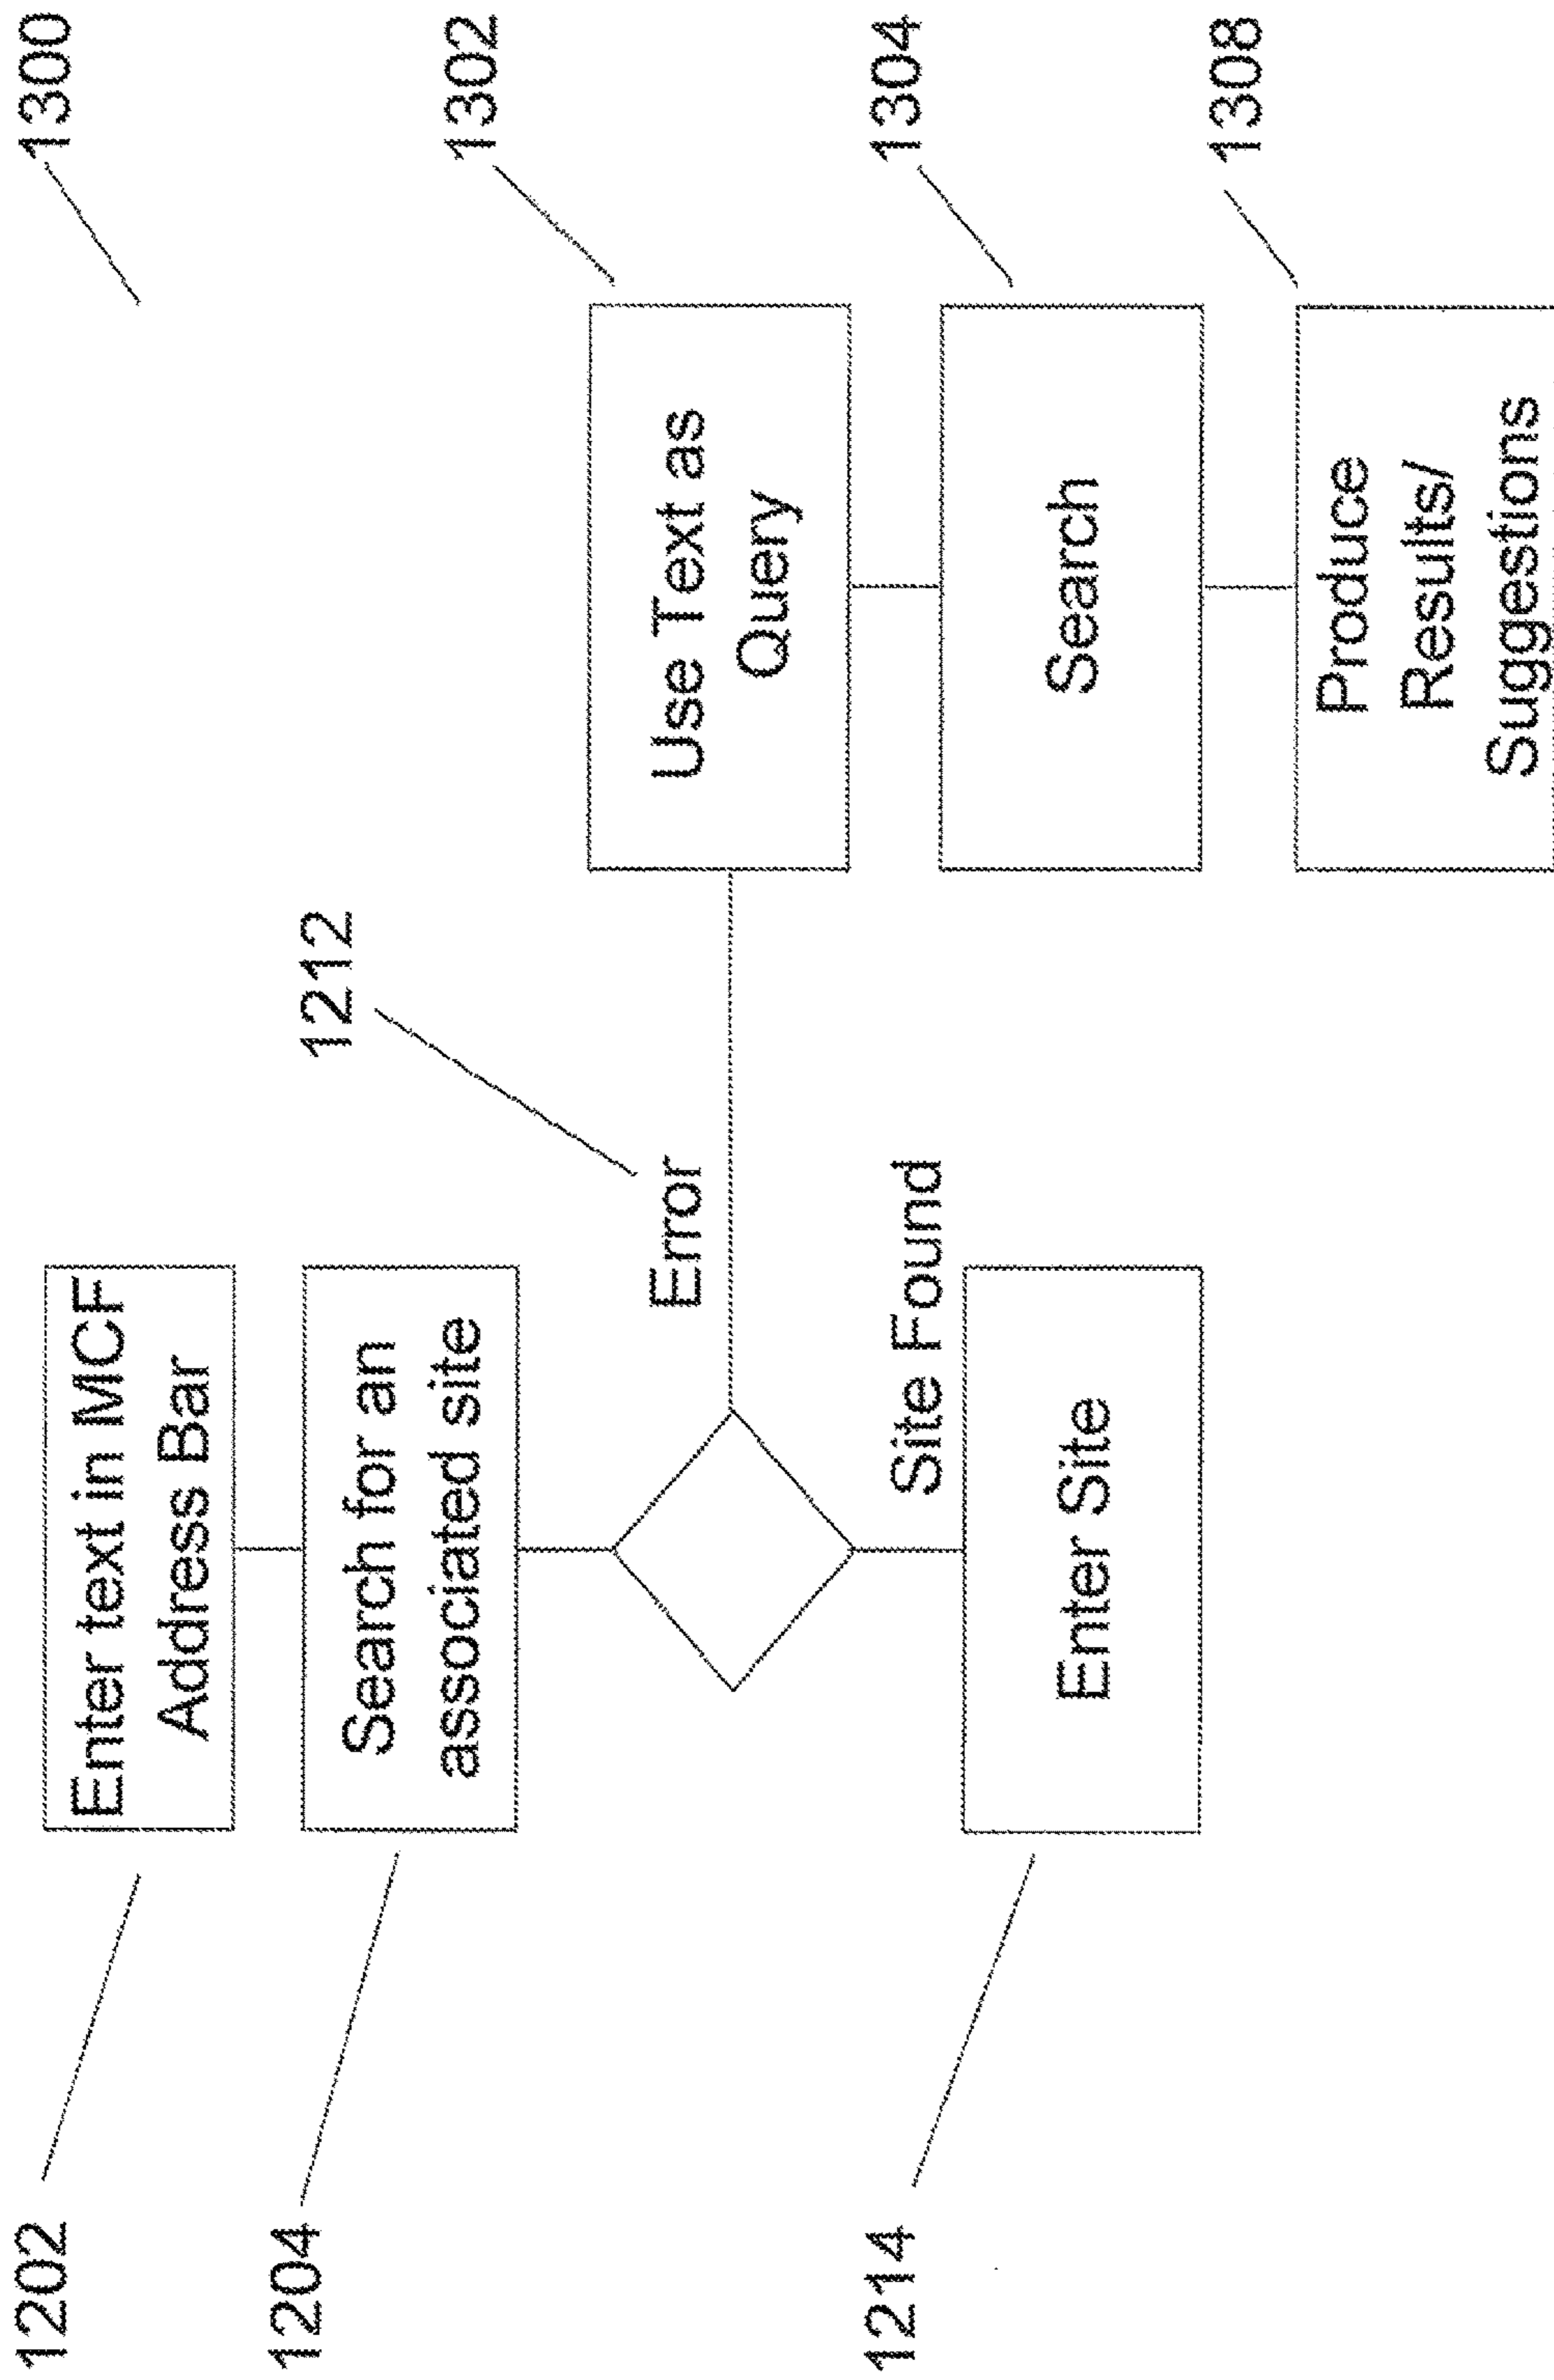 1300
1202
Enter text in MCF
Address Bar
1204
Search for an
associated site
1212
Error
1302
Use Text as
Query
1304
Search
Site Found
1214
Enter Site
1308
Produce
Results/
Suggestions